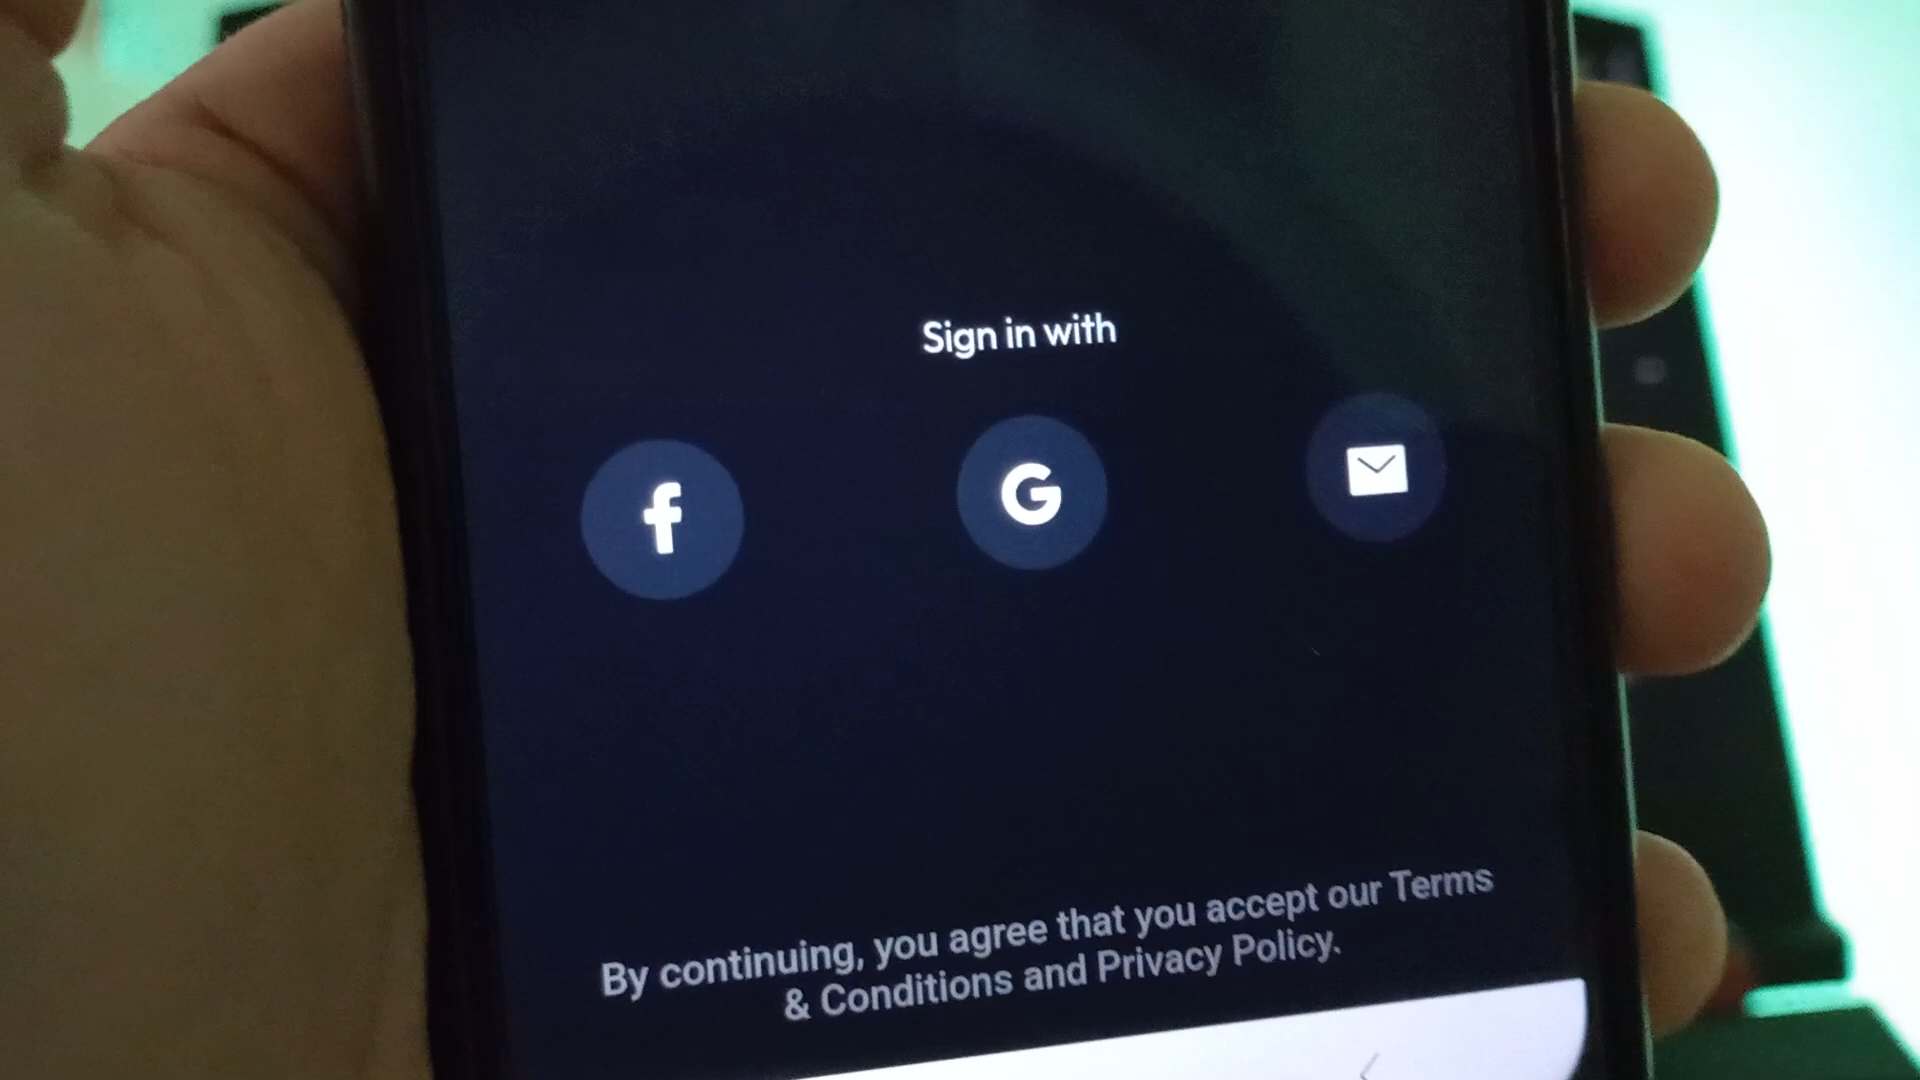 Sign in with
f
G
By continuing, you agree that you accept our Terms
& Conditions and Privacy Policy.